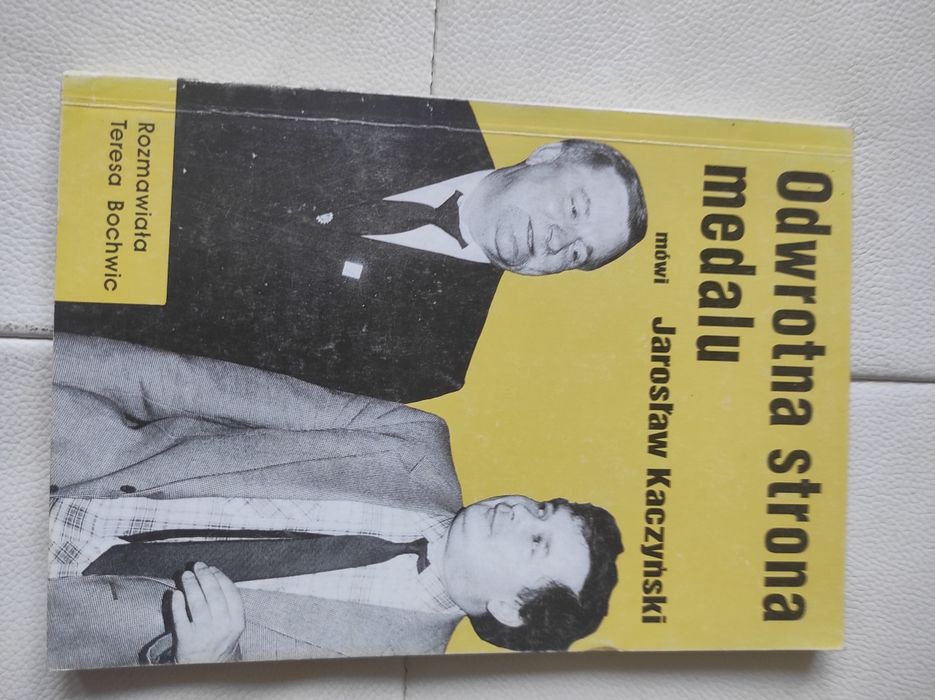 Odwrotna strona
medalu
mówi Jarosław Kaczyński
Rozmawiała
Teresa Bochwic